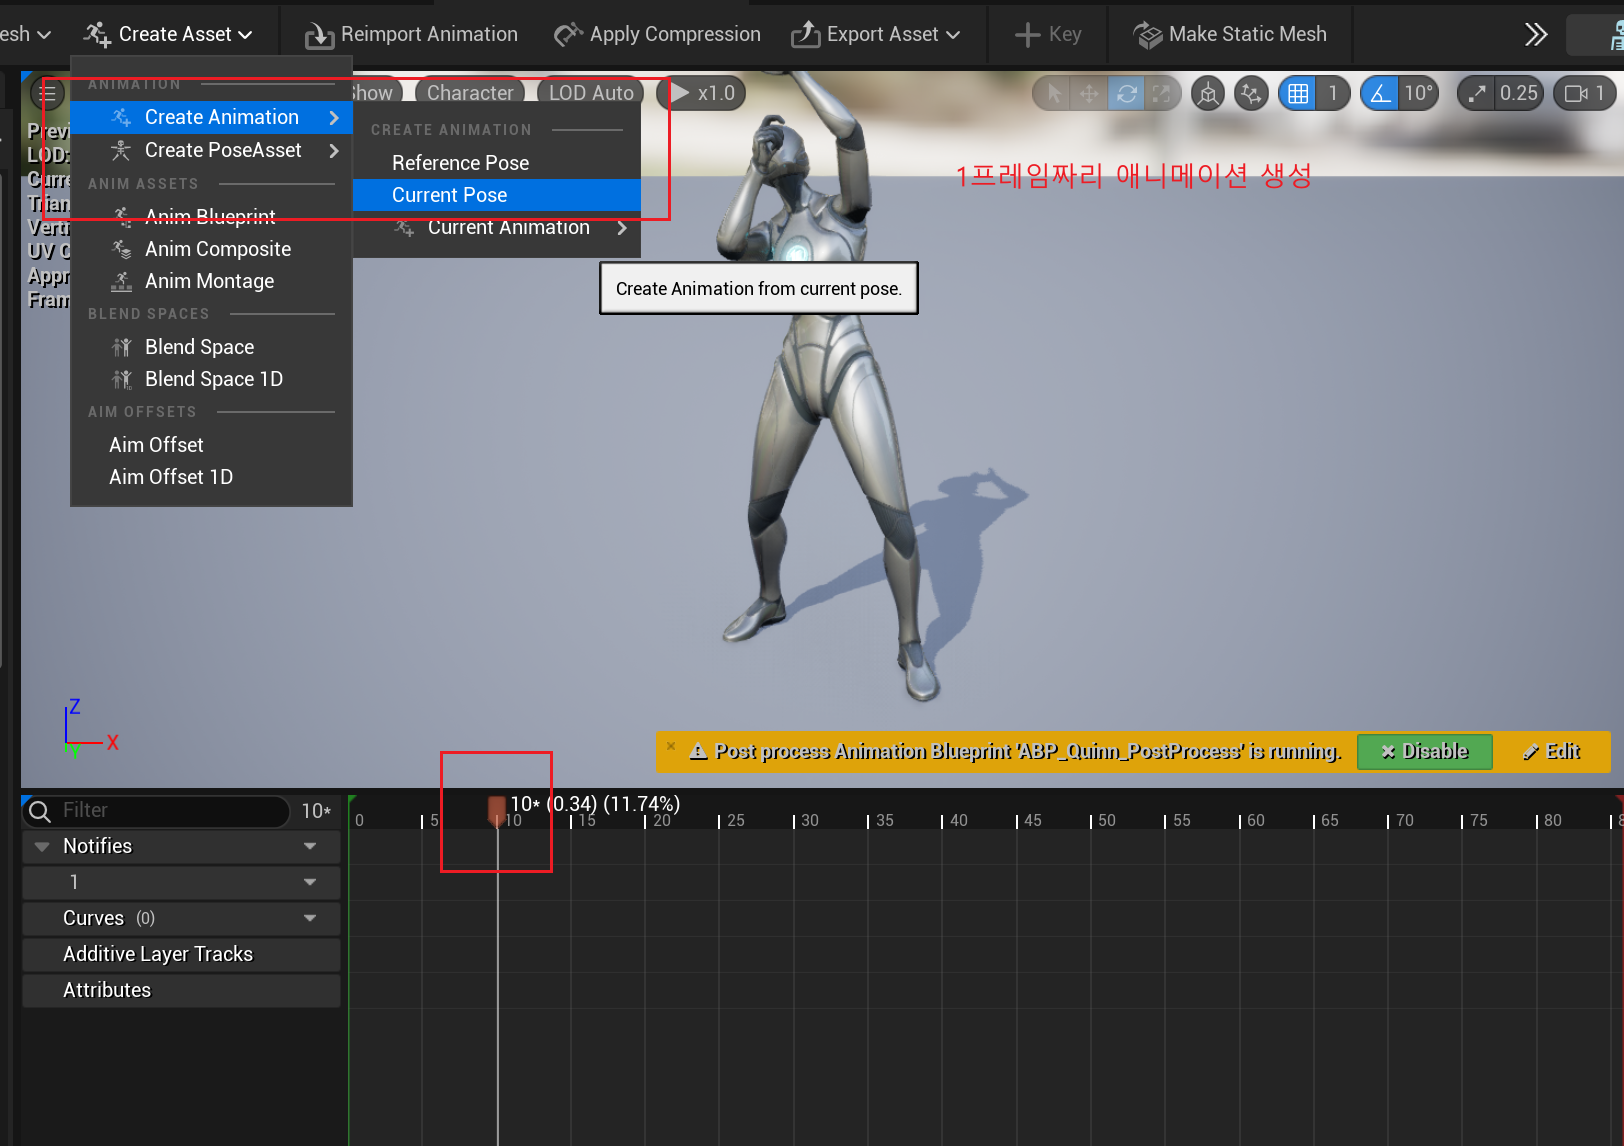 esh
Create Asset
Reimport Animation
Apply Compression
Export Asset
Key
Make Static Mesh
ANIMATION
Show
Character
LOD Auto
x1.0
1
10°
0.25
1
Create Animation
CREATE ANIMATION
Create PoseAsset
Reference Pose
ANIM ASSETS
Current Pose
Anim Blueprint
Current Animation
Anim Composite
Anim Montage
BLEND SPACES
Blend Space
Blend Space 1D
AIM OFFSETS
Aim Offset
Aim Offset 1D
Previ
LOD:
Curre
Trian
Verti
UV C
Appr
Fram
1프레임짜리 애니메이션 생성
Create Animation from current pose.
Z
X
Y
Post process Animation Blueprint 'ABP_Quinn_PostProcess' is running.
Disable
Edit
Filter
10*
10* (0.34) (11.74%)
0 5 10 15 20 25 30 35 40 45 50 55 60 65 70 75 80 8
Notifies
1
Curves (0)
Additive Layer Tracks
Attributes